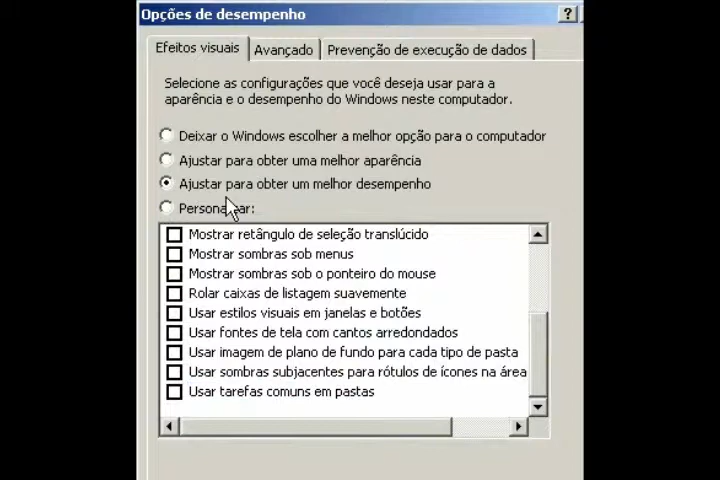 Opções de desempenho
Efeitos visuais
Avançado
Prevenção de execução de dados
Selecione as configurações que você deseja usar para a
aparência e o desempenho do Windows neste computador.
Deixar o Windows escolher a melhor opção para o computador
Ajustar para obter uma melhor aparência
Ajustar para obter um melhor desempenho
Mostrar retângulo de seleção translúcido
Mostrar sombras sob menus
Mostrar sombras sob o ponteiro do mouse
Rolar caixas de listagem suavemente
Usar estilos visuais em janelas e botões
Usar fontes de tela com cantos arredondados
Usar imagem de plano de fundo para cada tipo de pasta
Usar sombras subjacentes para rótulos de ícones na área
Usar tarefas comuns em pastas